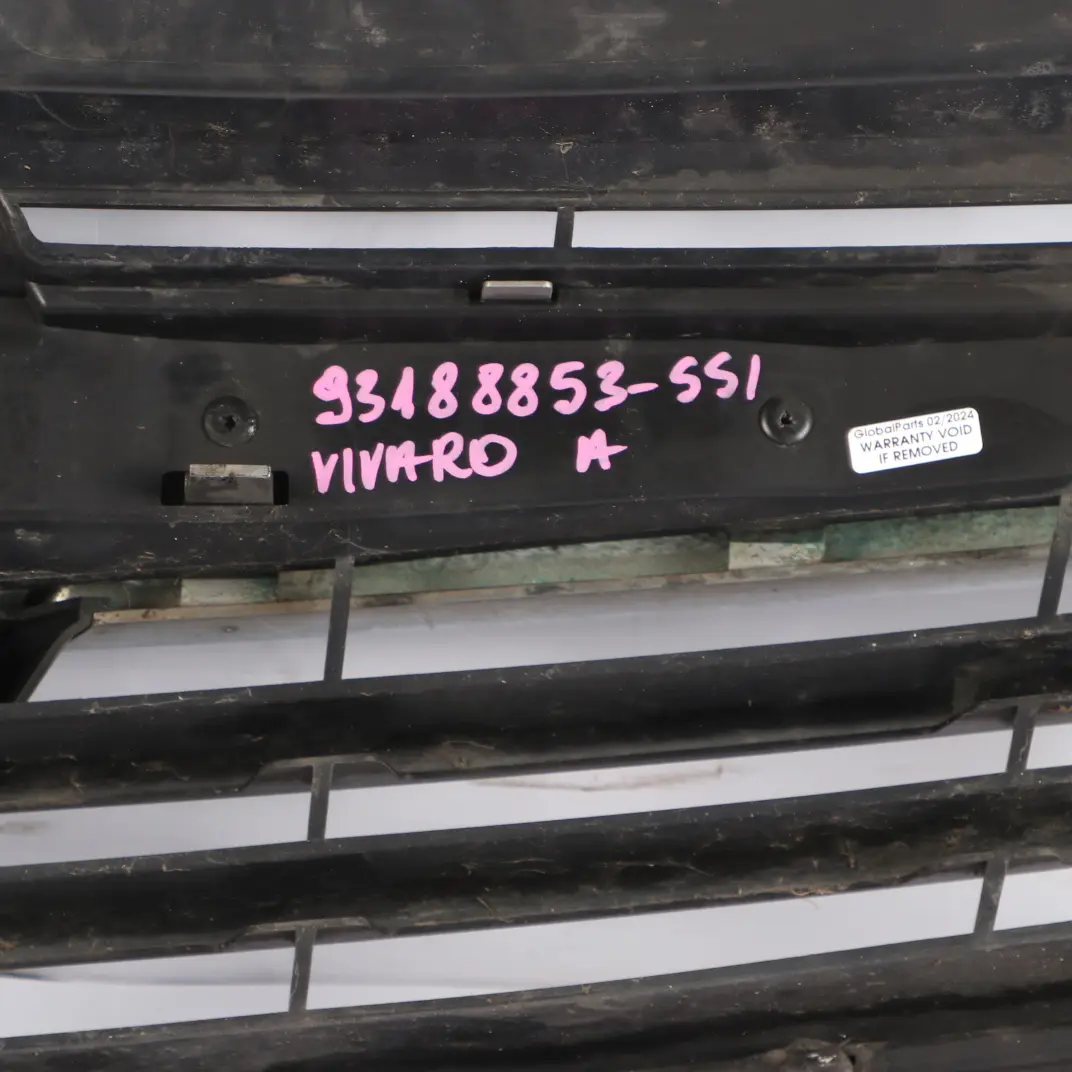 93188853-SS1
VIVARO A
GlobalParts 02/2024
WARRANTY VOID
IF REMOVED